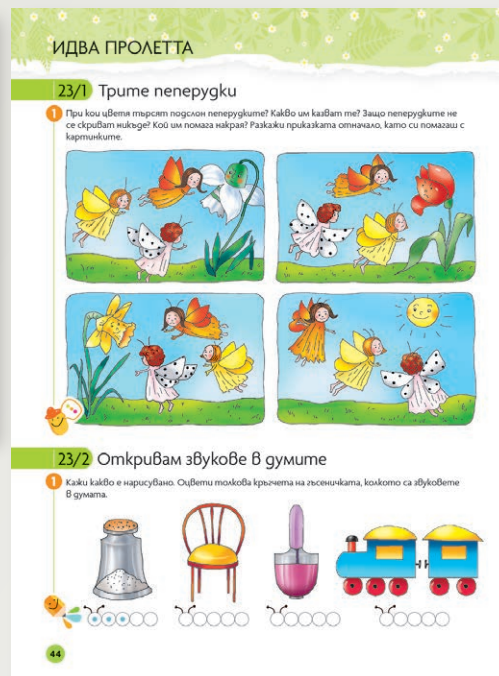 ИДВА ПРОЛЕТТА
23/1 Трите пеперудки
1 При кои цветя търсят подслон пеперудките? Какво им казват те? Защо пеперудките не
се скриват никъде? Кой им помага накрая? Разкажи приказката отначало, като си помагаш с
картинките.
23/2 Откривам звукове в думите
1 Кажи какво е нарисувано. Оцвети толкова кръгчета на гъсеничката, колкото са звуковете
в думата.
44